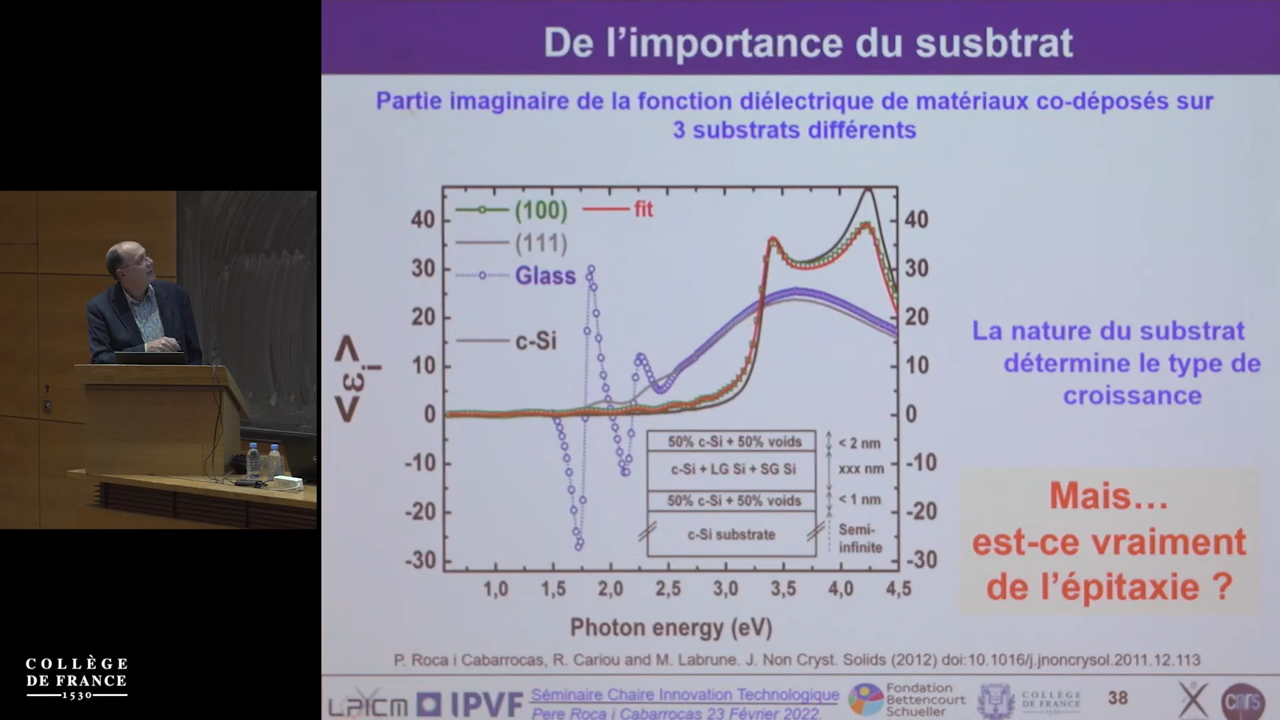 De l'importance du susbtrat
Partie imaginaire de la fonction diélectrique de matériaux co-déposés sur
3 substrats différents
(100)
fit
(111)
Glass
c-Si
40
30
20
10
0
-10
-20
-30
40
30
20
10
0
-10
-20
-30
<εi>
1,0 1,5 2,0 2,5 3,0 3,5 4,0 4,5
Photon energy (eV)
50% c-Si + 50% voids
< 2 nm
c-Si + LG Si + SG Si
xxx nm
50% c-Si + 50% voids
< 1 nm
c-Si substrate
Semi-
infinite
La nature du substrat
détermine le type de
croissance
Mais...
est-ce vraiment
de l'épitaxie ?
P. Roca i Cabarrocas, R. Cariou and M. Labrune. J. Non Cryst. Solids (2012) doi:10.1016/j.jnoncrysol.2011.12.113
LPICM
IPVF
Séminaire Chaire Innovation Technologique
Pere Roca i Cabarrocas 23 Février 2022.
Fondation
Bettencourt
Schueller
COLLÈGE
DE FRANCE
38
X
cnrs
COLLÈGE
DE FRANCE
1530